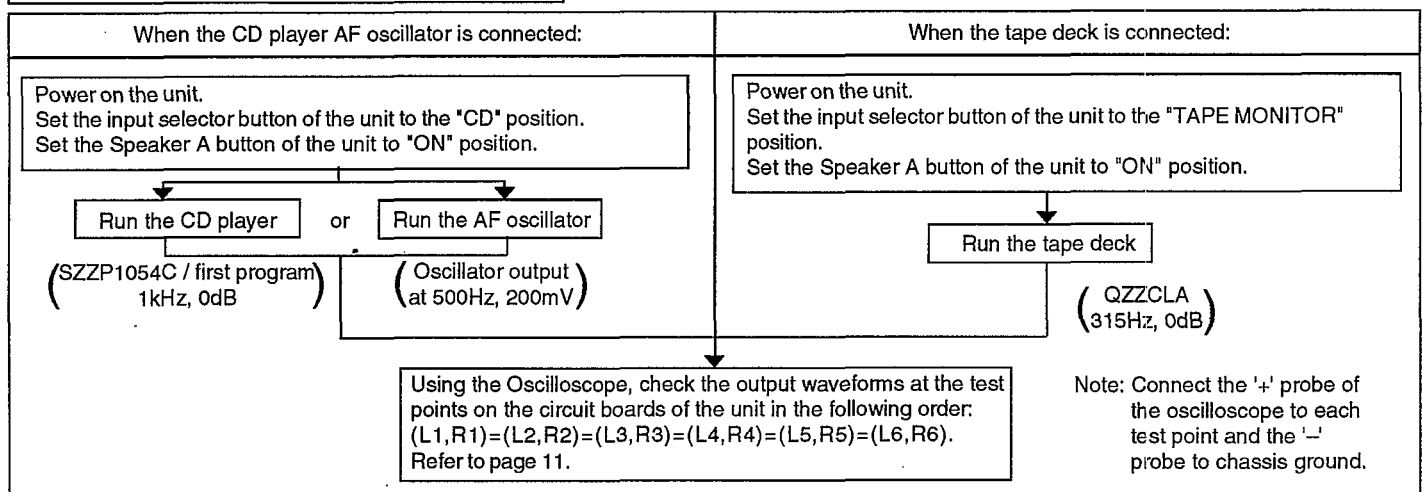 When the CD player AF oscillator is connected:
Power on the unit.
Set the input selector button of the unit to the "CD" position.
Set the Speaker A button of the unit to "ON" position.
Run the CD player
or
Run the AF oscillator
(SZZP1054C / first program
1kHz, 0dB)
(Oscillator output
at 500Hz, 200mV)
When the tape deck is connected:
Power on the unit.
Set the input selector button of the unit to the "TAPE MONITOR"
position.
Set the Speaker A button of the unit to "ON" position.
Run the tape deck
(QZZCLA
315Hz, 0dB)
Using the Oscilloscope, check the output waveforms at the test
points on the circuit boards of the unit in the following order:
(L1,R1)=(L2,R2)=(L3,R3)=(L4,R4)=(L5,R5)=(L6,R6).
Refer to page 11.
Note: Connect the '+' probe of
the oscilloscope to each
test point and the '–'
probe to chassis ground.